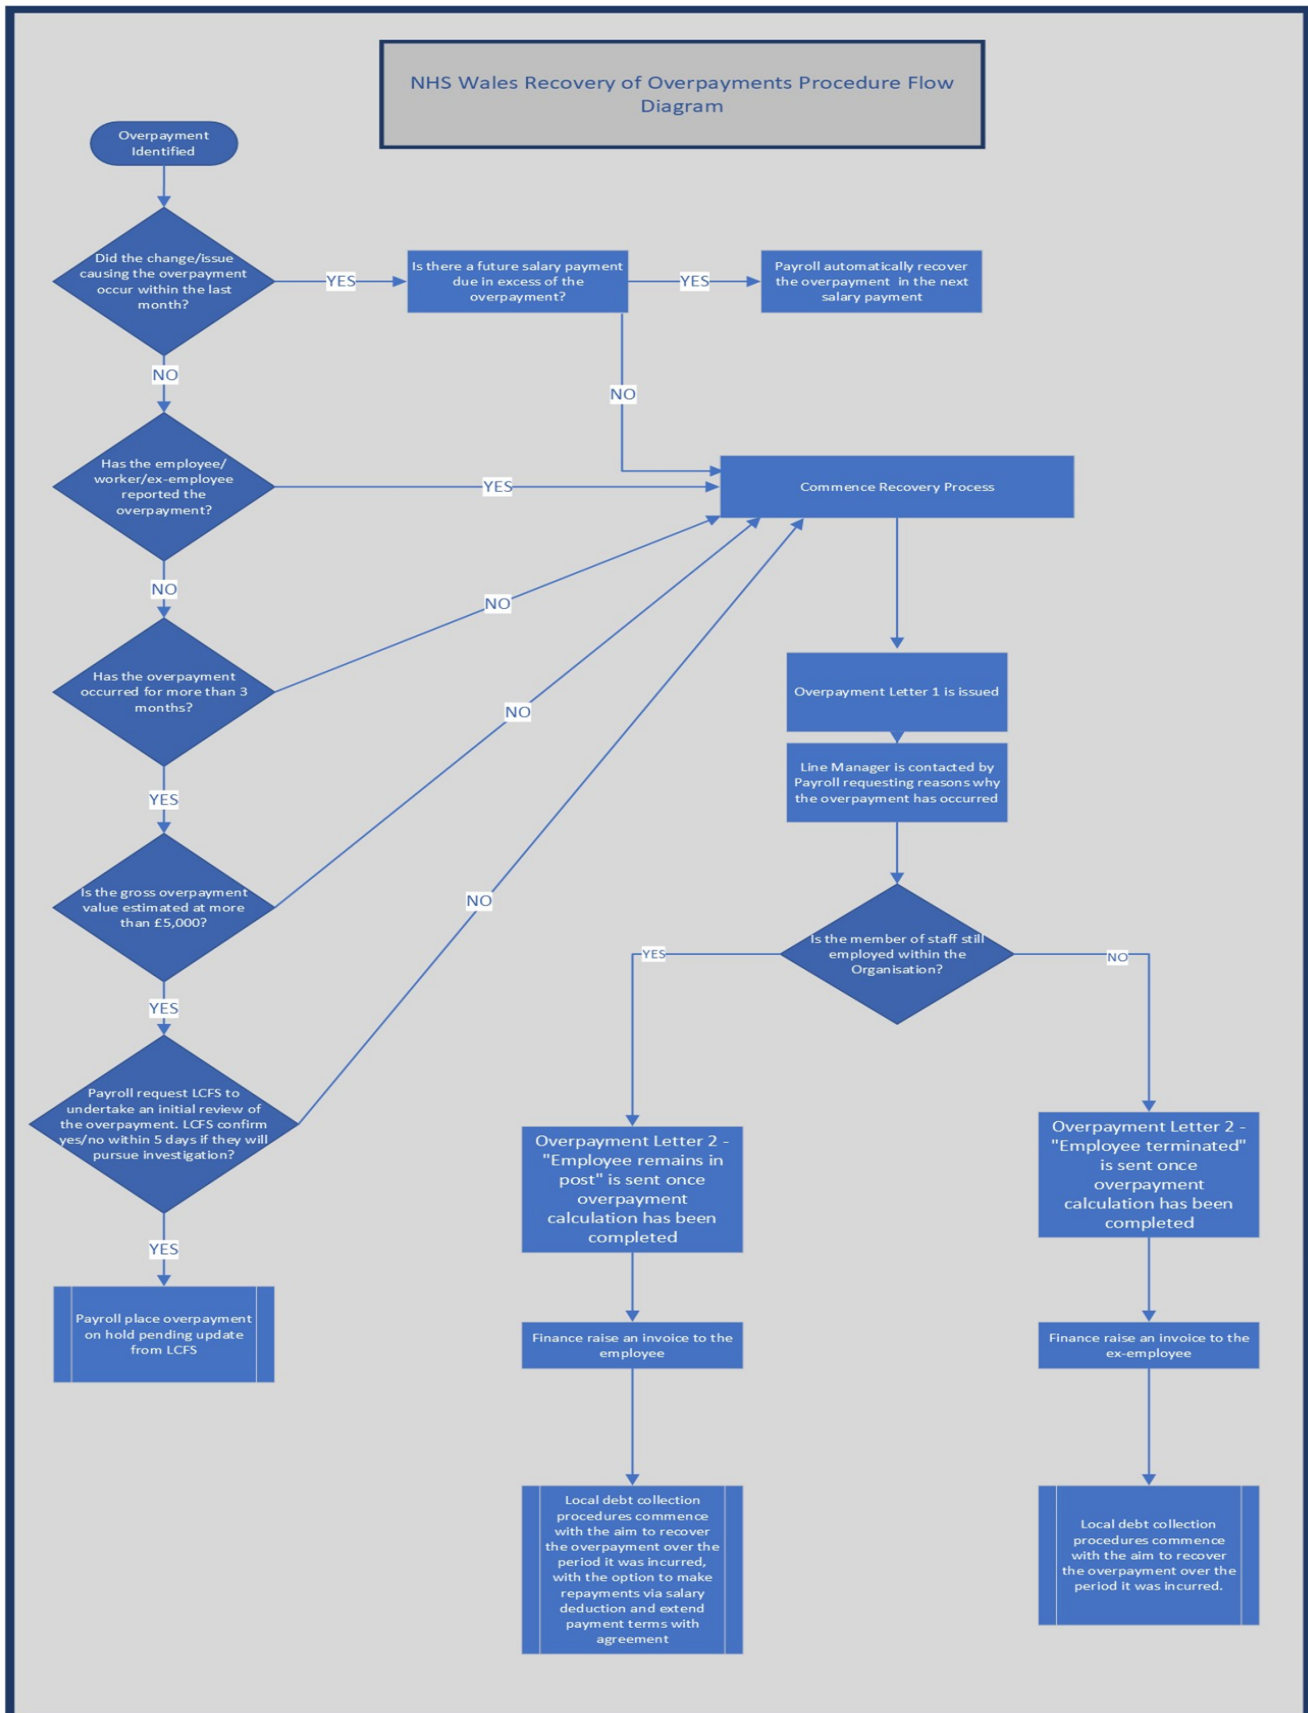 NHS Wales Recovery of Overpayments Procedure Flow
Diagram
Overpayment
Identified
Did the change/issue
causing the overpayment
occur within the last
month?
YES
Is there a future salary payment
due in excess of the
overpayment?
YES
Payroll automatically recover
the overpayment in the next
salary payment
NO
NO
Has the employee/
worker/ex-employee
reported the
overpayment?
YES
Commence Recovery Process
NO
NO
Has the overpayment
occurred for more than 3
months?
Overpayment Letter 1 is issued
NO
Line Manager is contacted by
Payroll requesting reasons why
the overpayment has occurred
YES
Is the gross overpayment
value estimated at more
than £5,000?
NO
Is the member of staff still
employed within the
Organisation?
YES
NO
YES
Payroll request LCFS to
undertake an initial review of
the overpayment. LCFS confirm
yes/no within 5 days if they will
pursue investigation?
Overpayment Letter 2 -
"Employee remains in
post" is sent once
overpayment
calculation has been
completed
Overpayment Letter 2 -
"Employee terminated"
is sent once
overpayment
calculation has been
completed
YES
Payroll place overpayment
on hold pending update
from LCFS
Finance raise an invoice to the
employee
Finance raise an invoice to the
ex-employee
Local debt collection
procedures commence
with the aim to recover
the overpayment over the
period it was incurred,
with the option to make
repayments via salary
deduction and extend
payment terms with
agreement
Local debt collection
procedures commence
with the aim to recover
the overpayment over the
period it was incurred.